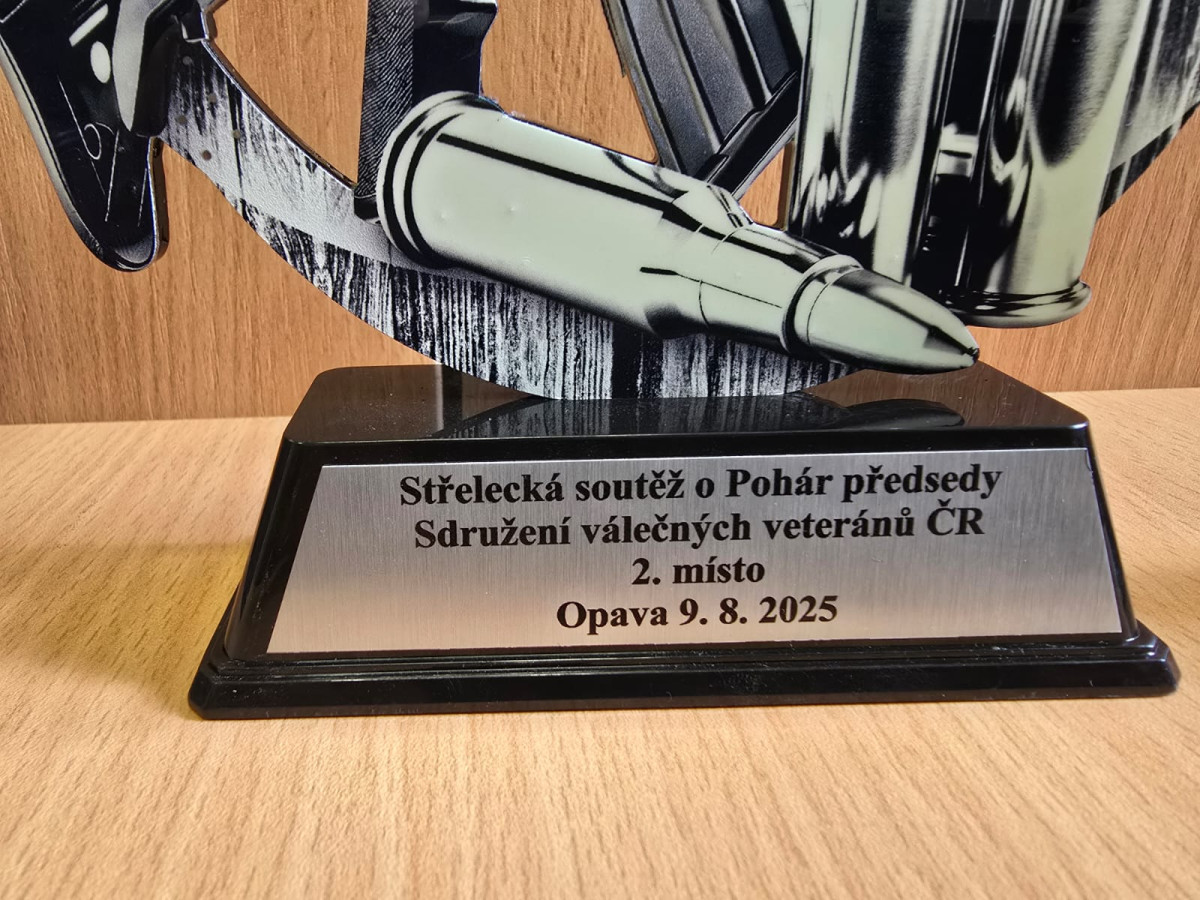 Střelecká soutěž o Pohár předsedy
Sdružení válečných veteránů ČR
2. místo
Opava 9. 8. 2025